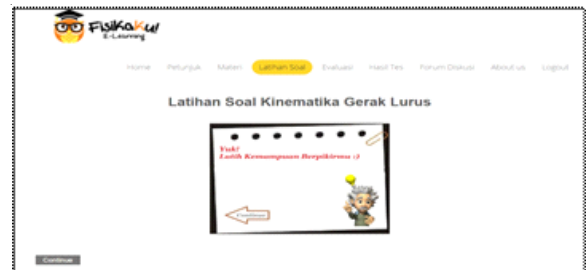 FisikaKu!
E-Learning
Home Petunjuk Materi Latihan Soal Evaluasi Hasil Tes Forum Diskusi About us Logout
Latihan Soal Kinematika Gerak Lurus
Yuk!
Latih Kemampuan Berpikirmu :)
Continue
Continue